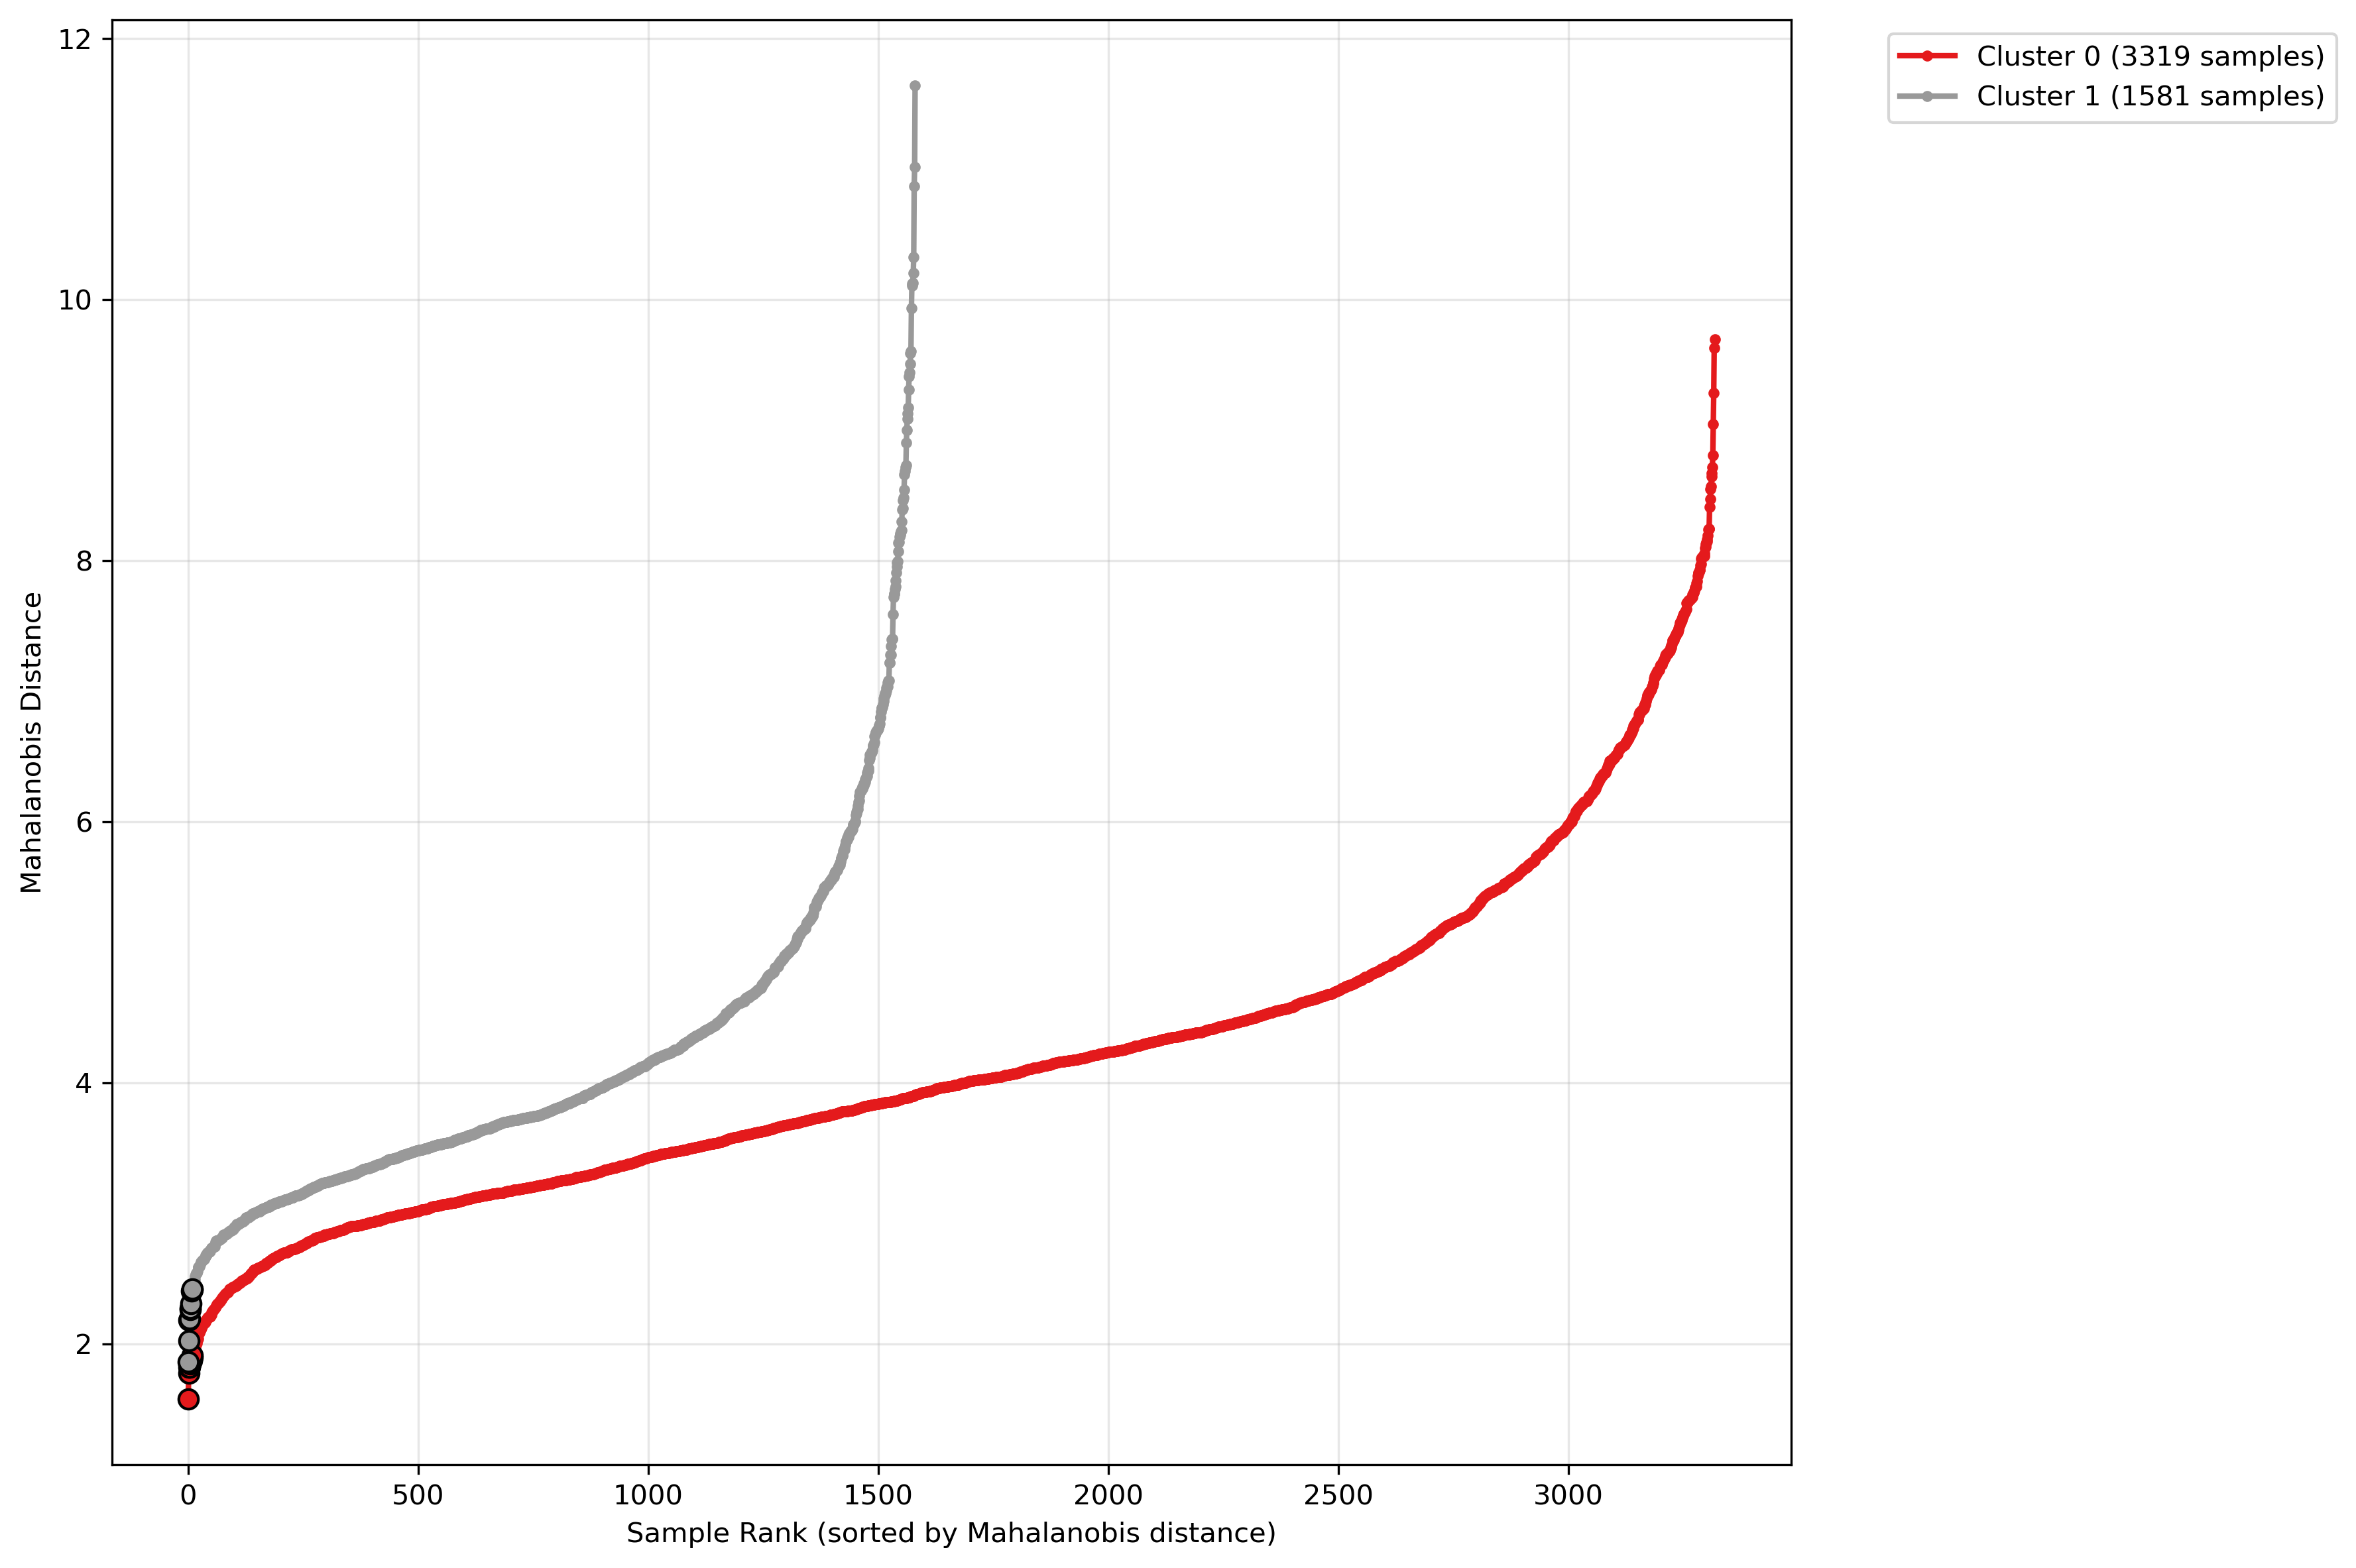 12
10
8
6
4
2
Mahalanobis Distance
0 500 1000 1500 2000 2500 3000
Sample Rank (sorted by Mahalanobis distance)
Cluster 0 (3319 samples)
Cluster 1 (1581 samples)